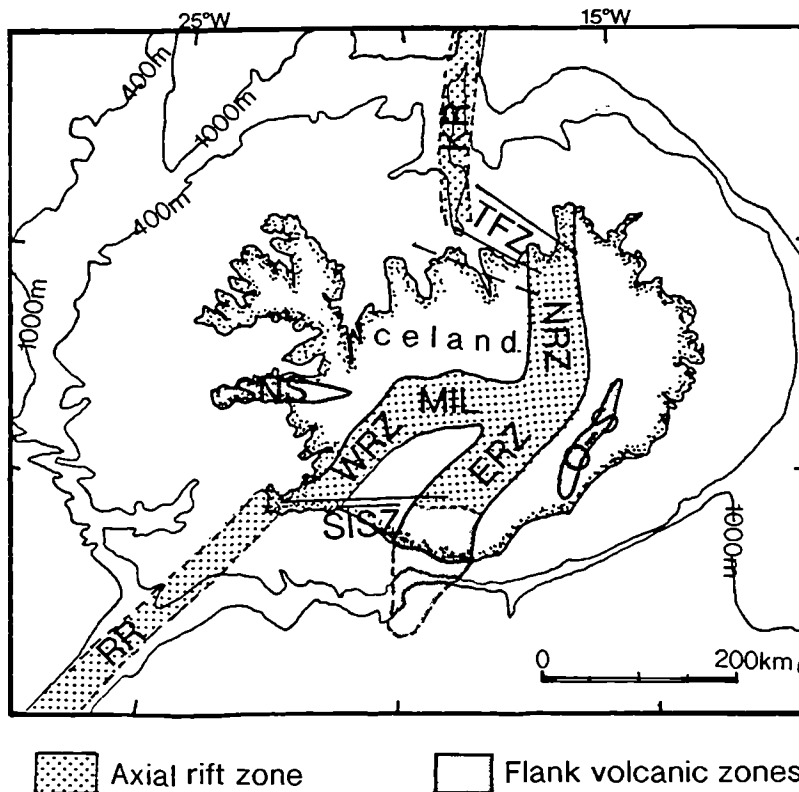 25°W
15°W
400m
1000m
400m
1000m
KR
TFZ
Iceland
NRZ
SNS
MIL
WRZ
ERZ
Ö-S
SISZ
1000m
RR
0 200km
Axial rift zone
Flank volcanic zones